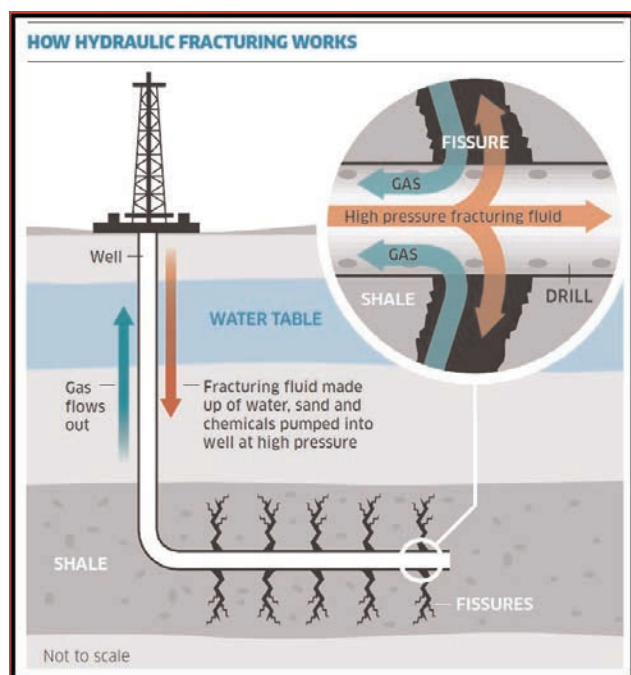 HOW HYDRAULIC FRACTURING WORKS
FISSURE
GAS
High pressure fracturing fluid
GAS
SHALE
DRILL
Well
WATER TABLE
Gas
flows
out
Fracturing fluid made
up of water, sand and
chemicals pumped into
well at high pressure
SHALE
FISSURES
Not to scale